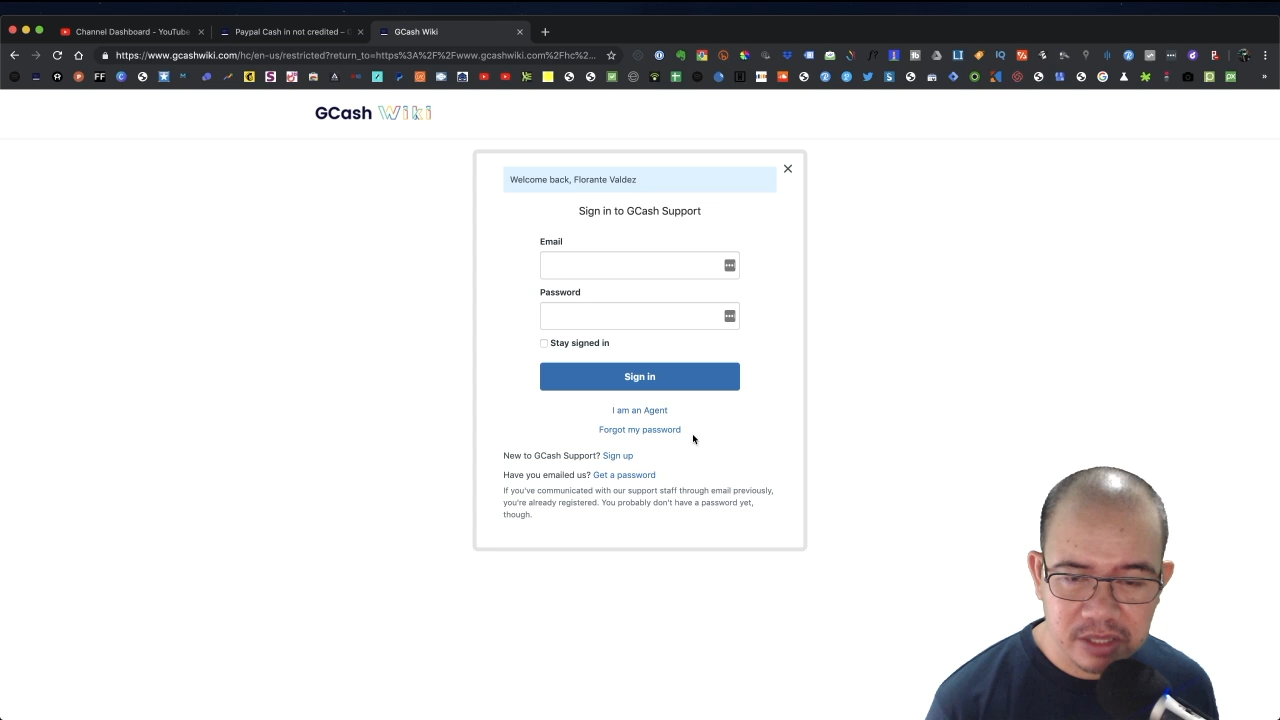 Channel Dashboard - YouTube
Paypal Cash in not credited –
GCash Wiki
https://www.gcashwiki.com/hc/en-us/restricted?return_to=https%3A%2F%2Fwww.gcashwiki.com%2Fhc%2...
GCash Wiki
Welcome back, Florante Valdez
Sign in to GCash Support
Email
Password
Stay signed in
Sign in
I am an Agent
Forgot my password
New to GCash Support? Sign up
Have you emailed us? Get a password
If you've communicated with our support staff through email previously,
you're already registered. You probably don't have a password yet,
though.